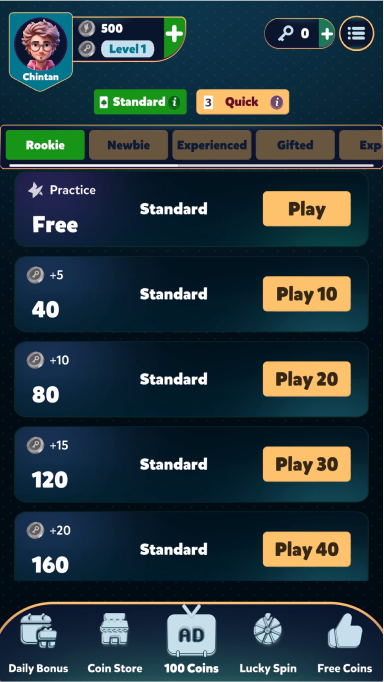 500
Level 1
Chintan
0
Standard i
3 Quick i
Rookie
Newbie
Experienced
Gifted
Exp
Practice
Free
Standard
Play
+5
40
Standard
Play 10
+10
80
Standard
Play 20
+15
120
Standard
Play 30
+20
160
Standard
Play 40
AD
Daily Bonus
Coin Store
100 Coins
Lucky Spin
Free Coins